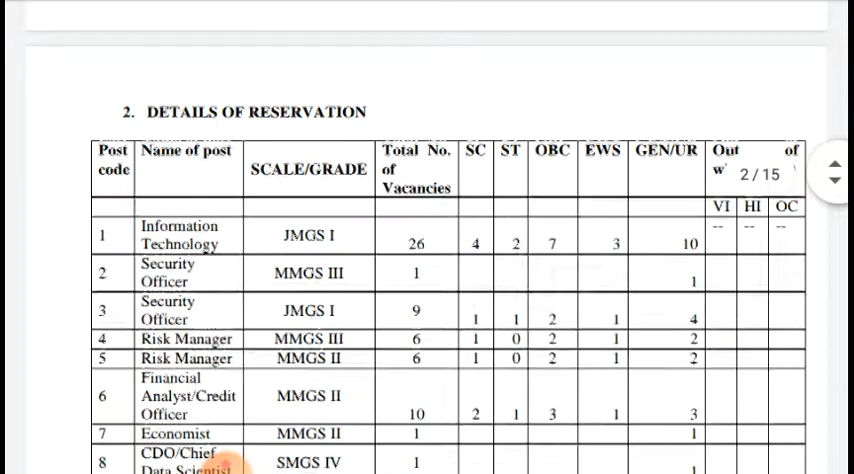 2. DETAILS OF RESERVATION
Post code Name of post SCALE/GRADE Total No. of Vacancies SC ST OBC EWS GEN/UR Out of
2/15
VI HI OC
1 Information Technology JMGS I 26 4 2 7 3 10 -- -- --
2 Security Officer MMGS III 1 1
3 Security Officer JMGS I 9 1 1 2 1 4
4 Risk Manager MMGS III 6 1 0 2 1 2
5 Risk Manager MMGS II 6 1 0 2 1 2
6 Financial Analyst/Credit Officer MMGS II 10 2 1 3 1 3
7 Economist MMGS II 1 1
8 CDO/Chief Data Scientist SMGS IV 1 1